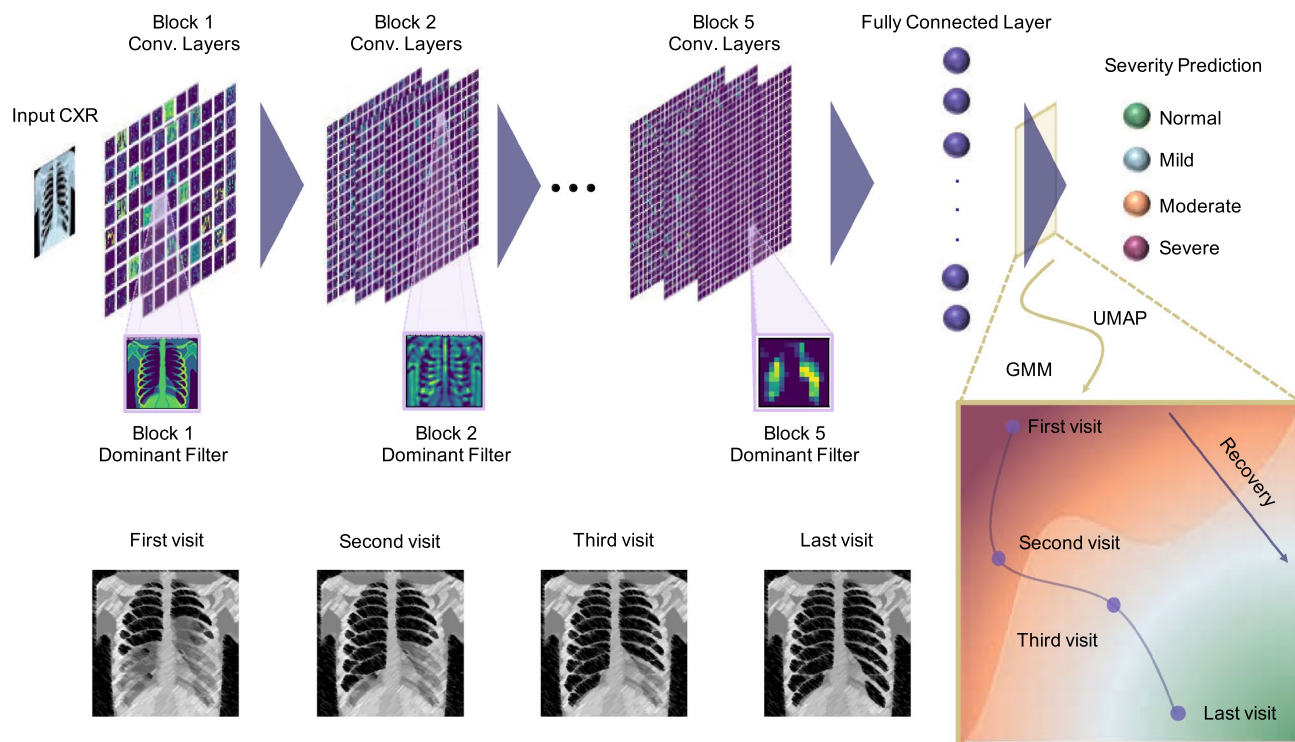 Block 1
Conv. Layers
Block 2
Conv. Layers
Block 5
Conv. Layers
Fully Connected Layer
Input CXR
Severity Prediction
Normal
Mild
Moderate
Severe
UMAP
GMM
Block 1
Dominant Filter
Block 2
Dominant Filter
Block 5
Dominant Filter
First visit
Second visit
Third visit
Last visit
First visit
Recovery
Second visit
Third visit
Last visit